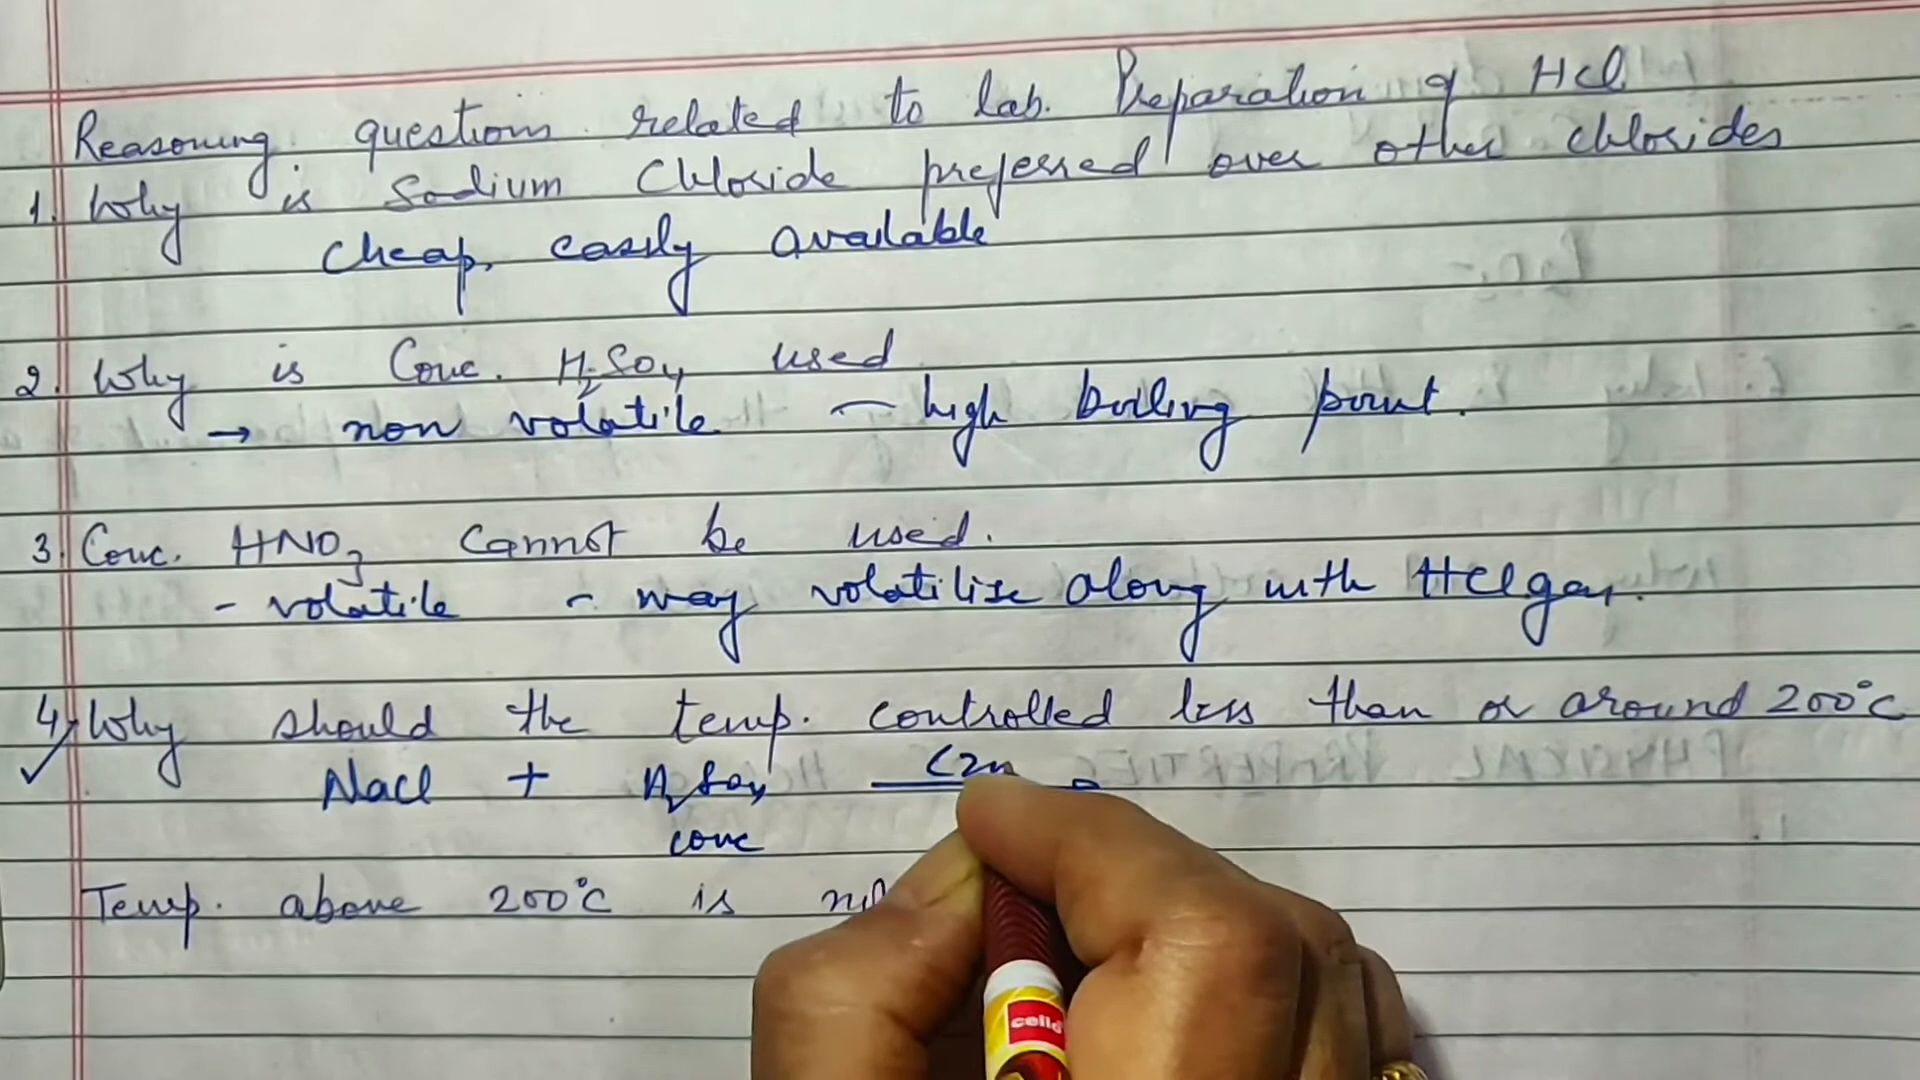 Reasoning questions related to lab. Preparation of HCl.
1. Why is Sodium Chloride preferred over other chlorides
cheap, easily available
2. Why is Conc. H₂SO₄ used
→ non volatile - high boiling point.
3. Conc. HNO₃ cannot be used.
- volatile - may volatilise along with HCl gas.
4. Why should the temp. controlled less than or around 200°C
NaCl + H₂SO₄ <20
conc
Temp. above 200°C is
cello